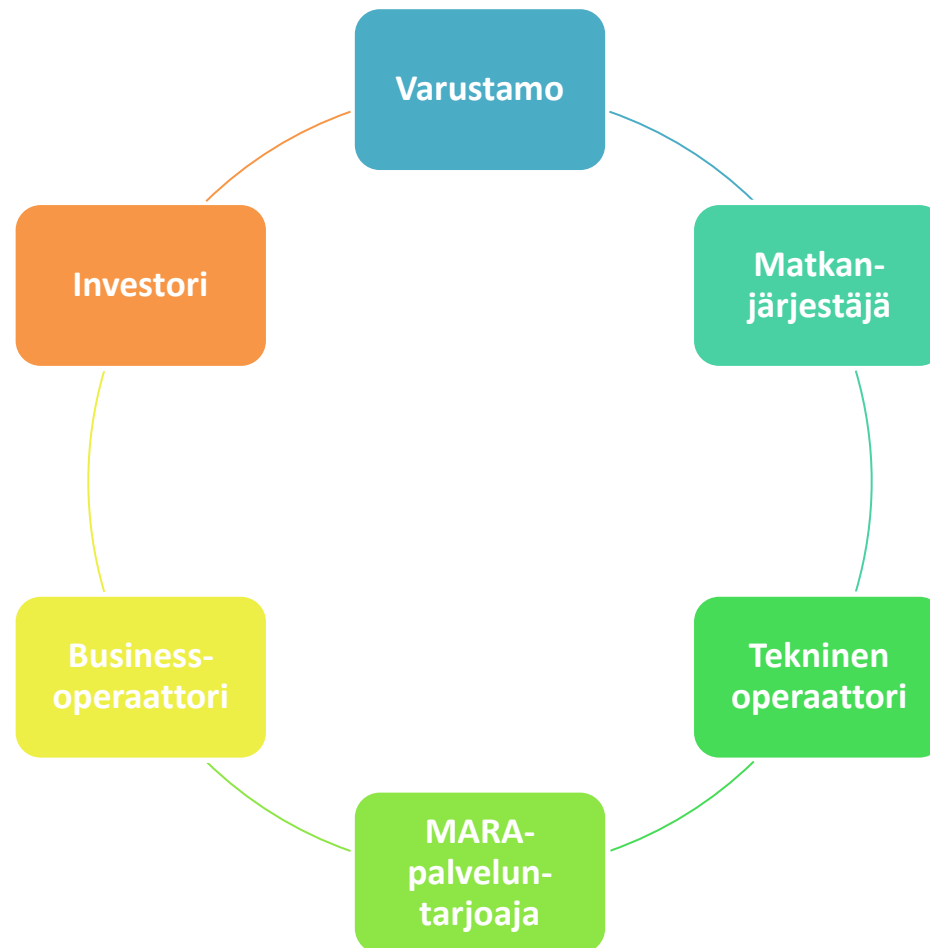 Varustamo
Matkan-
järjestäjä
Tekninen
operaattori
MARA-
palvelun-
tarjoaja
Business-
operaattori
Investori